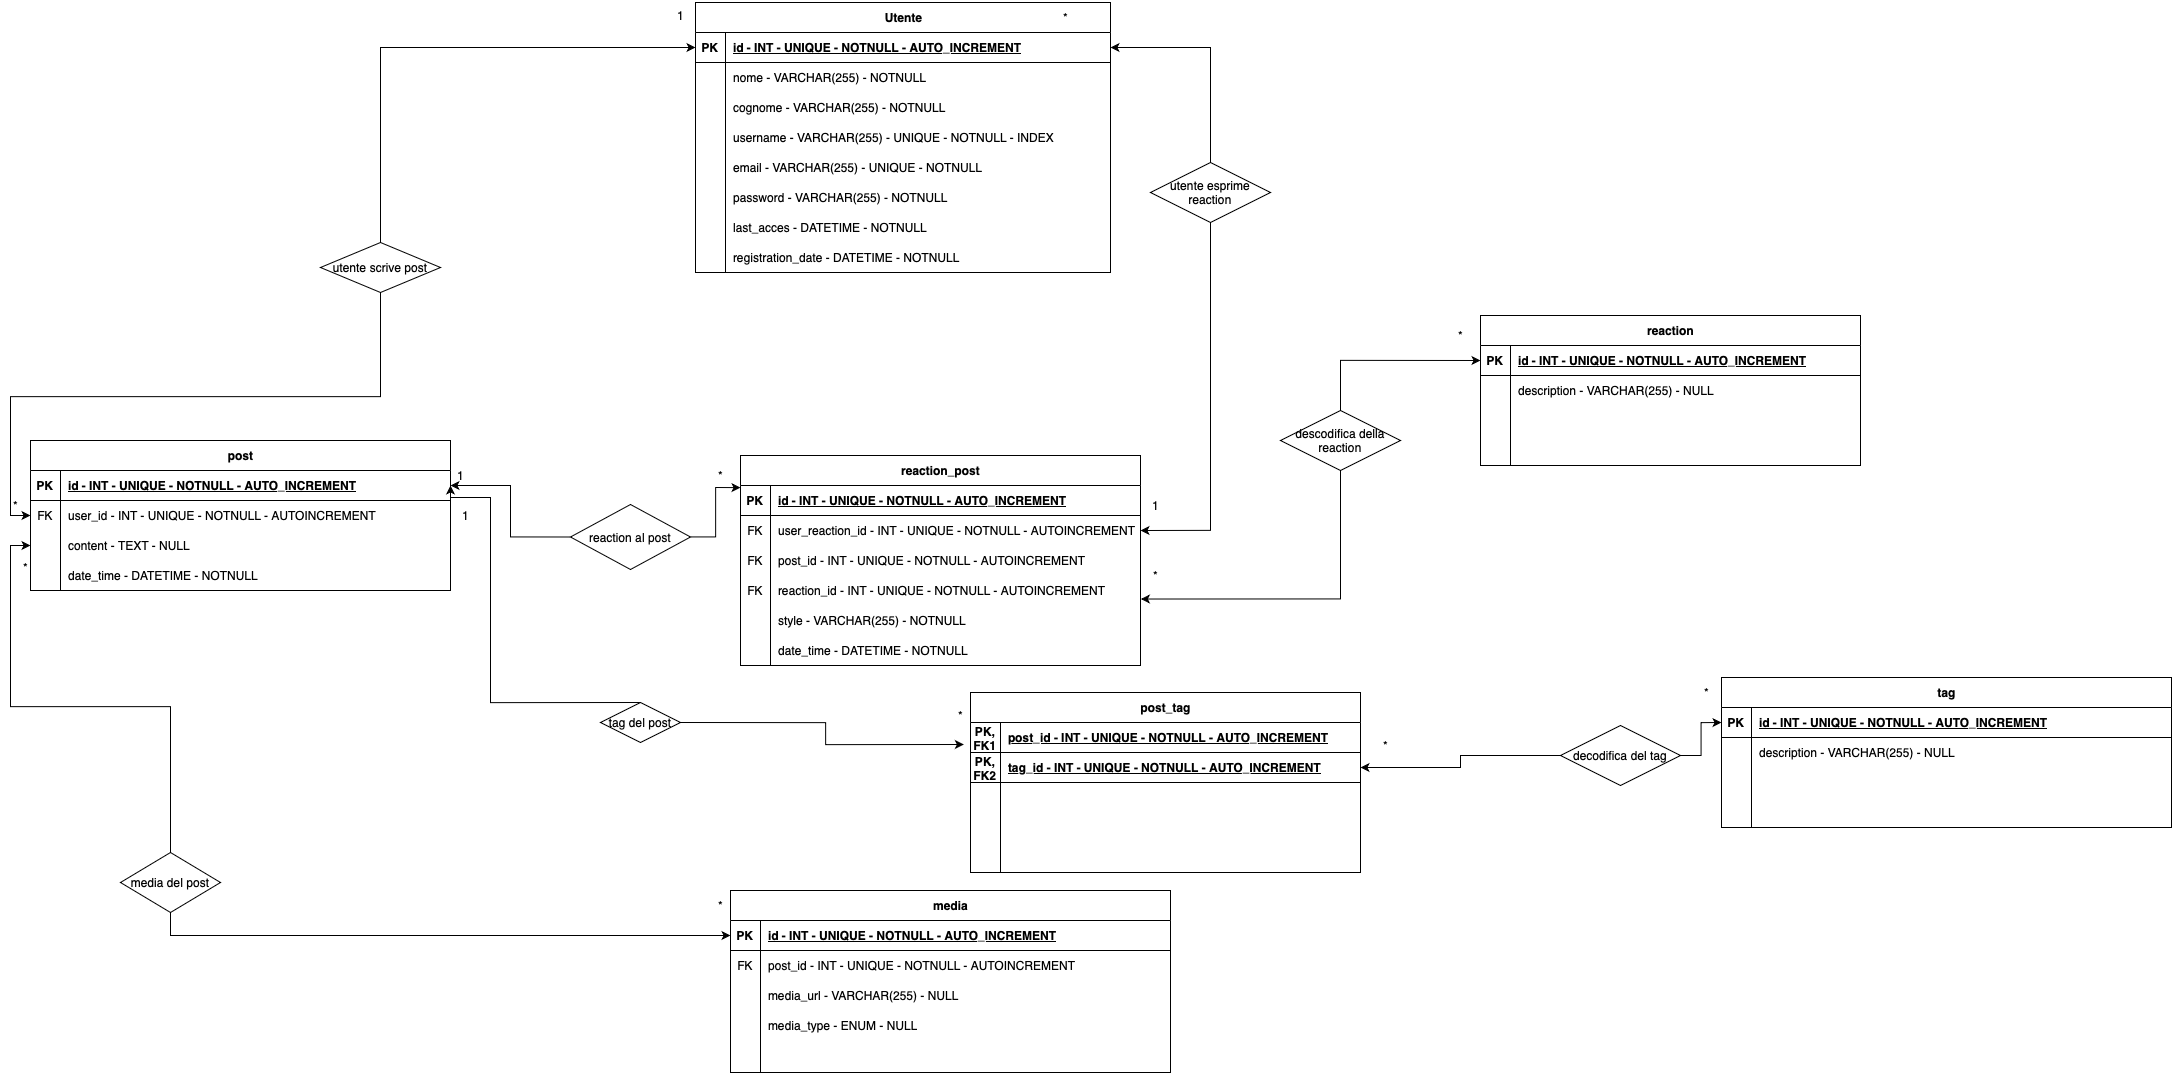 1
Utente
*
PK
id - INT - UNIQUE - NOTNULL - AUTO_INCREMENT
nome - VARCHAR(255) - NOTNULL
cognome - VARCHAR(255) - NOTNULL
username - VARCHAR(255) - UNIQUE - NOTNULL - INDEX
email - VARCHAR(255) - UNIQUE - NOTNULL
password - VARCHAR(255) - NOTNULL
last_acces - DATETIME - NOTNULL
registration_date - DATETIME - NOTNULL
utente esprime
reaction
utente scrive post
*
reaction
PK
id - INT - UNIQUE - NOTNULL - AUTO_INCREMENT
description - VARCHAR(255) - NULL
descodifica della
reaction
post
PK
id - INT - UNIQUE - NOTNULL - AUTO_INCREMENT
1
*
FK
user_id - INT - UNIQUE - NOTNULL - AUTOINCREMENT
1
content - TEXT - NULL
*
date_time - DATETIME - NOTNULL
reaction al post
*
reaction_post
PK
id - INT - UNIQUE - NOTNULL - AUTO_INCREMENT
1
FK
user_reaction_id - INT - UNIQUE - NOTNULL - AUTOINCREMENT
FK
post_id - INT - UNIQUE - NOTNULL - AUTOINCREMENT
*
FK
reaction_id - INT - UNIQUE - NOTNULL - AUTOINCREMENT
style - VARCHAR(255) - NOTNULL
date_time - DATETIME - NOTNULL
tag del post
*
post_tag
PK,
FK1
post_id - INT - UNIQUE - NOTNULL - AUTO_INCREMENT
PK,
FK2
tag_id - INT - UNIQUE - NOTNULL - AUTO_INCREMENT
*
decodifica del tag
*
tag
PK
id - INT - UNIQUE - NOTNULL - AUTO_INCREMENT
description - VARCHAR(255) - NULL
media del post
*
media
PK
id - INT - UNIQUE - NOTNULL - AUTO_INCREMENT
FK
post_id - INT - UNIQUE - NOTNULL - AUTOINCREMENT
media_url - VARCHAR(255) - NULL
media_type - ENUM - NULL